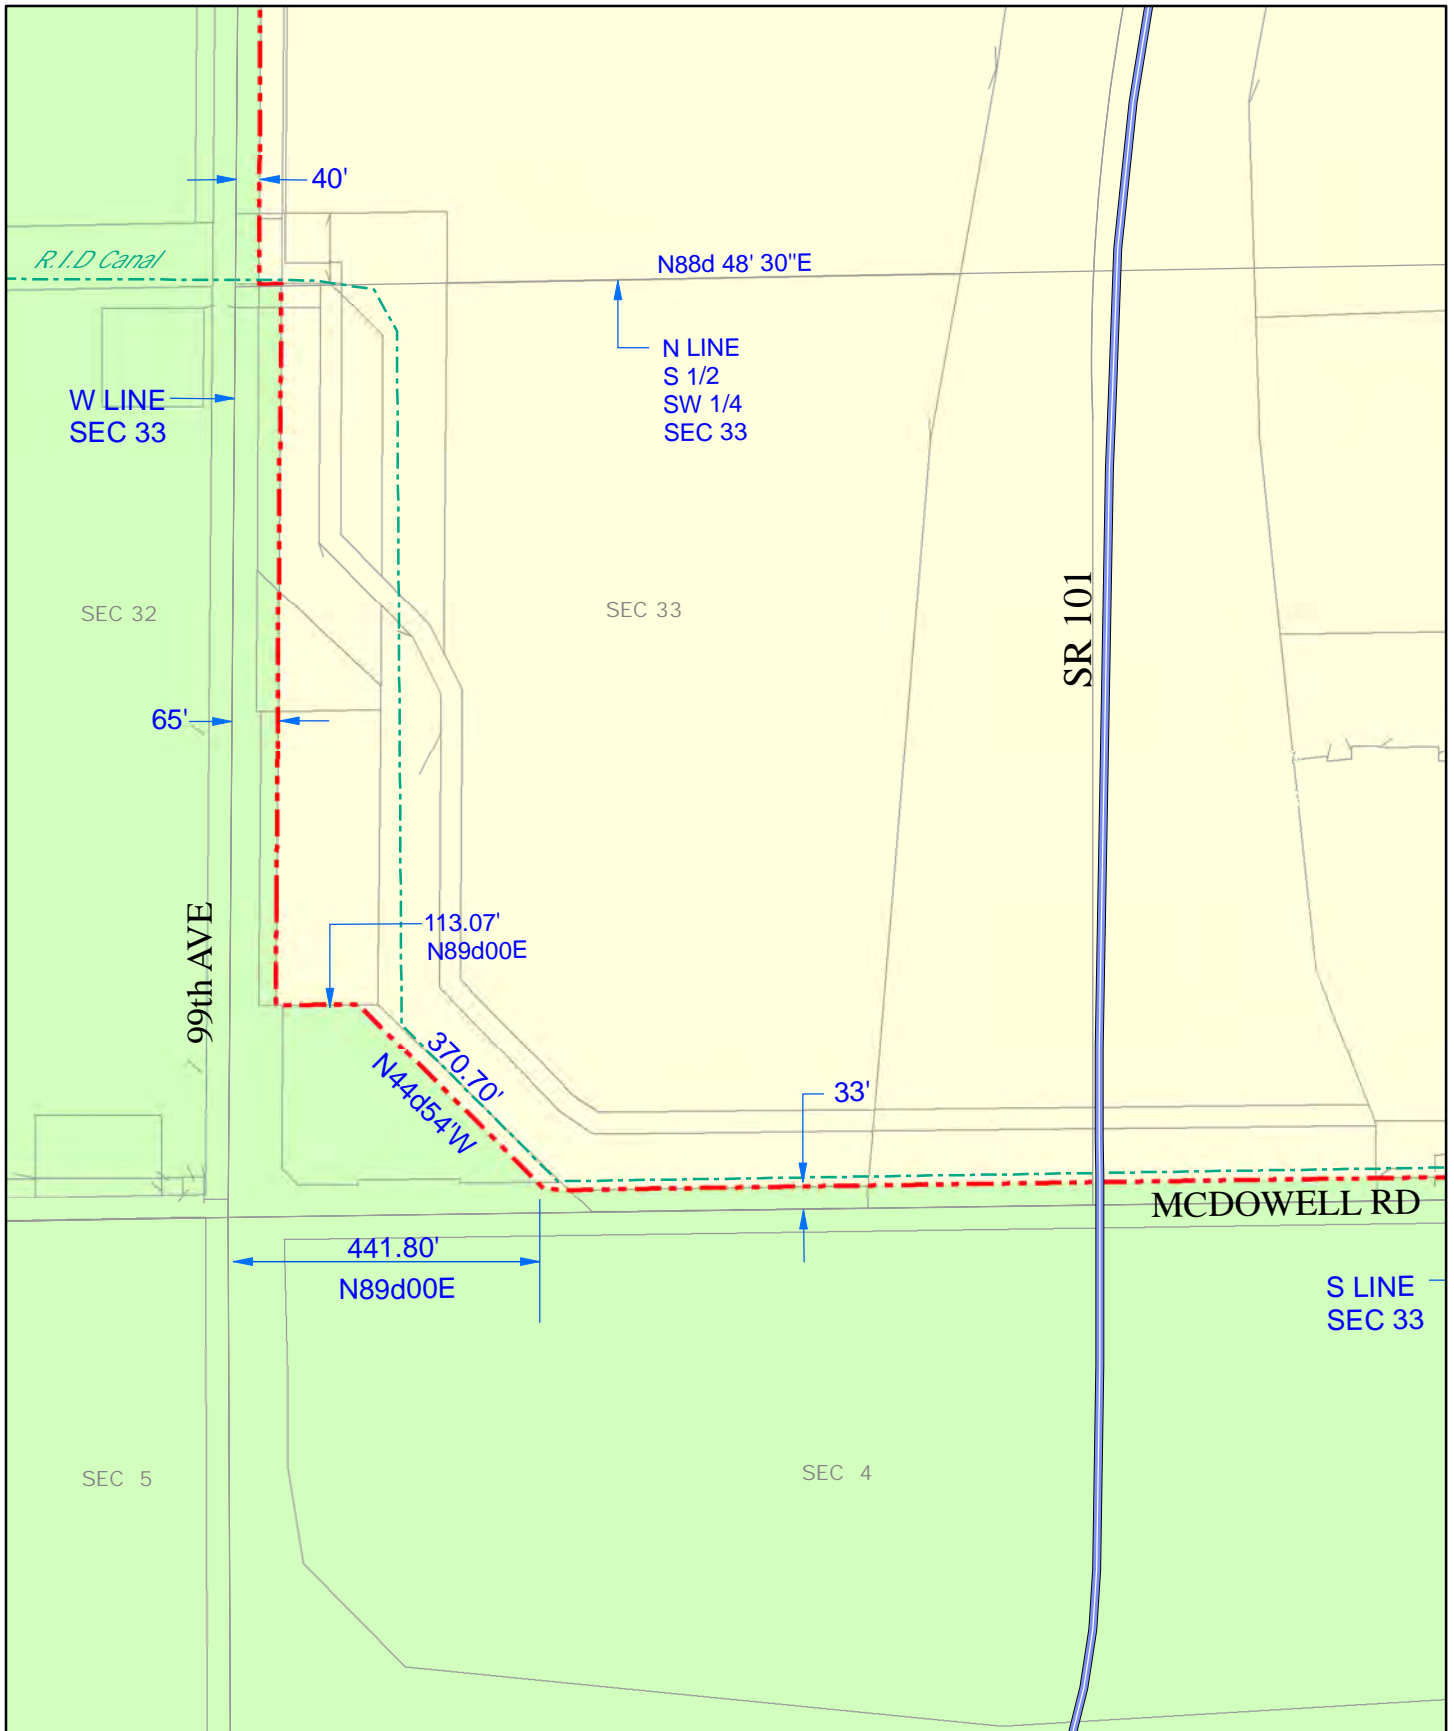 40'
R.I.D Canal
N88d 48' 30"E
N LINE
S 1/2
SW 1/4
SEC 33
W LINE
SEC 33
SEC 32
SEC 33
SR 101
65'
113.07'
N89d00E
99th AVE
370.70'
N44d54'W
33'
MCDOWELL RD
441.80'
N89d00E
S LINE
SEC 33
SEC 5
SEC 4